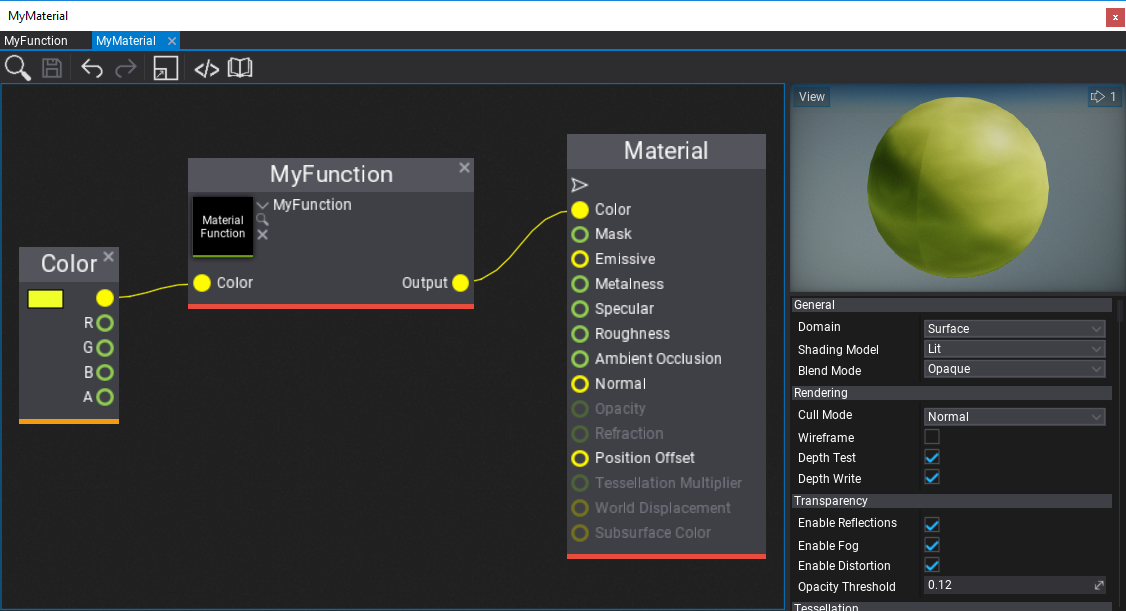 MyMaterial
x
MyFunction
MyMaterial
View
1
MyFunction
Material
Function
MyFunction
Color
Output
Color
R
G
B
A
Material
Color
Mask
Emissive
Metalness
Specular
Roughness
Ambient Occlusion
Normal
Opacity
Refraction
Position Offset
Tessellation Multiplier
World Displacement
Subsurface Color
General
Domain Surface
Shading Model Lit
Blend Mode Opaque
Rendering
Cull Mode Normal
Wireframe
Depth Test
Depth Write
Transparency
Enable Reflections
Enable Fog
Enable Distortion
Opacity Threshold 0.12
Tessellation